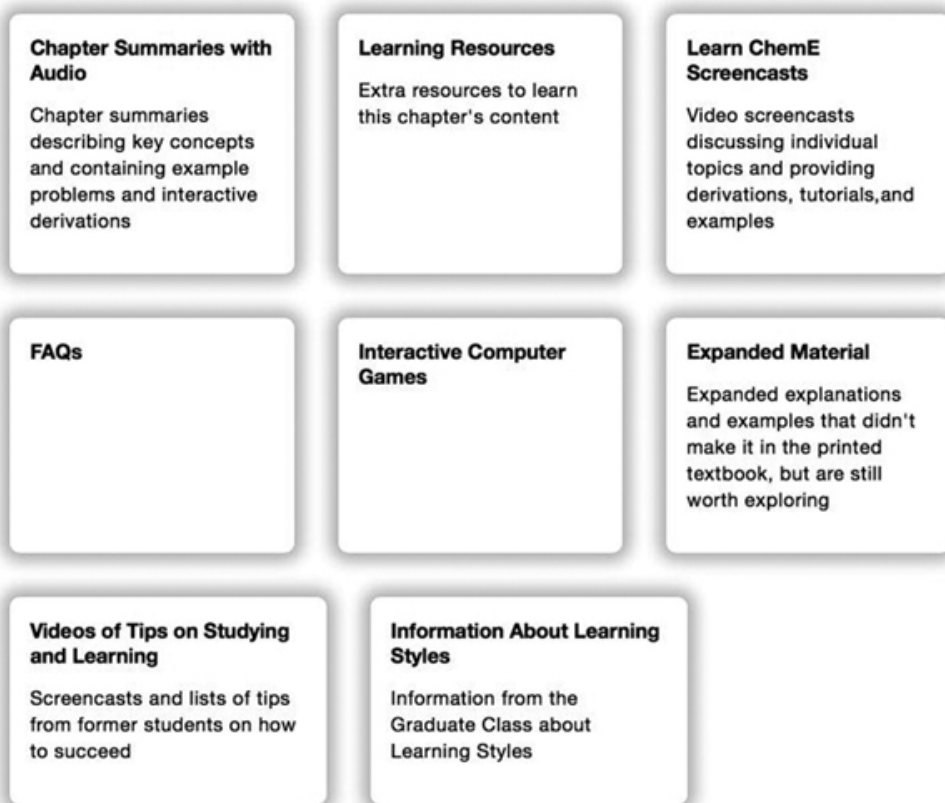 Chapter Summaries with
Audio
Chapter summaries
describing key concepts
and containing example
problems and interactive
derivations
Learning Resources
Extra resources to learn
this chapter's content
Learn ChemE
Screencasts
Video screencasts
discussing individual
topics and providing
derivations, tutorials,and
examples
FAQs
Interactive Computer
Games
Expanded Material
Expanded explanations
and examples that didn't
make it in the printed
textbook, but are still
worth exploring
Videos of Tips on Studying
and Learning
Screencasts and lists of tips
from former students on how
to succeed
Information About Learning
Styles
Information from the
Graduate Class about
Learning Styles